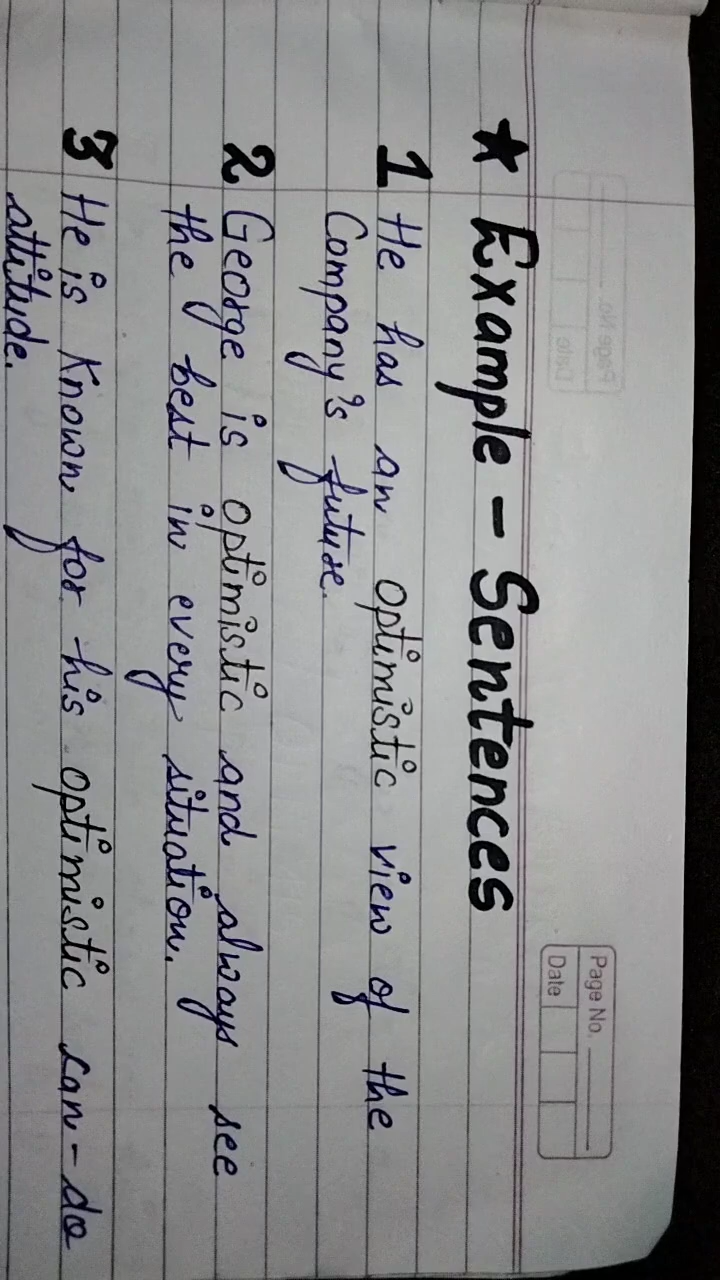 Page No.
Date
★ Example - Sentences
1 He has an optimistic view of the
Company's future.
2 George is optimistic and always see
the best in every situation.
3 He is Known for his optimistic can-do
attitude.